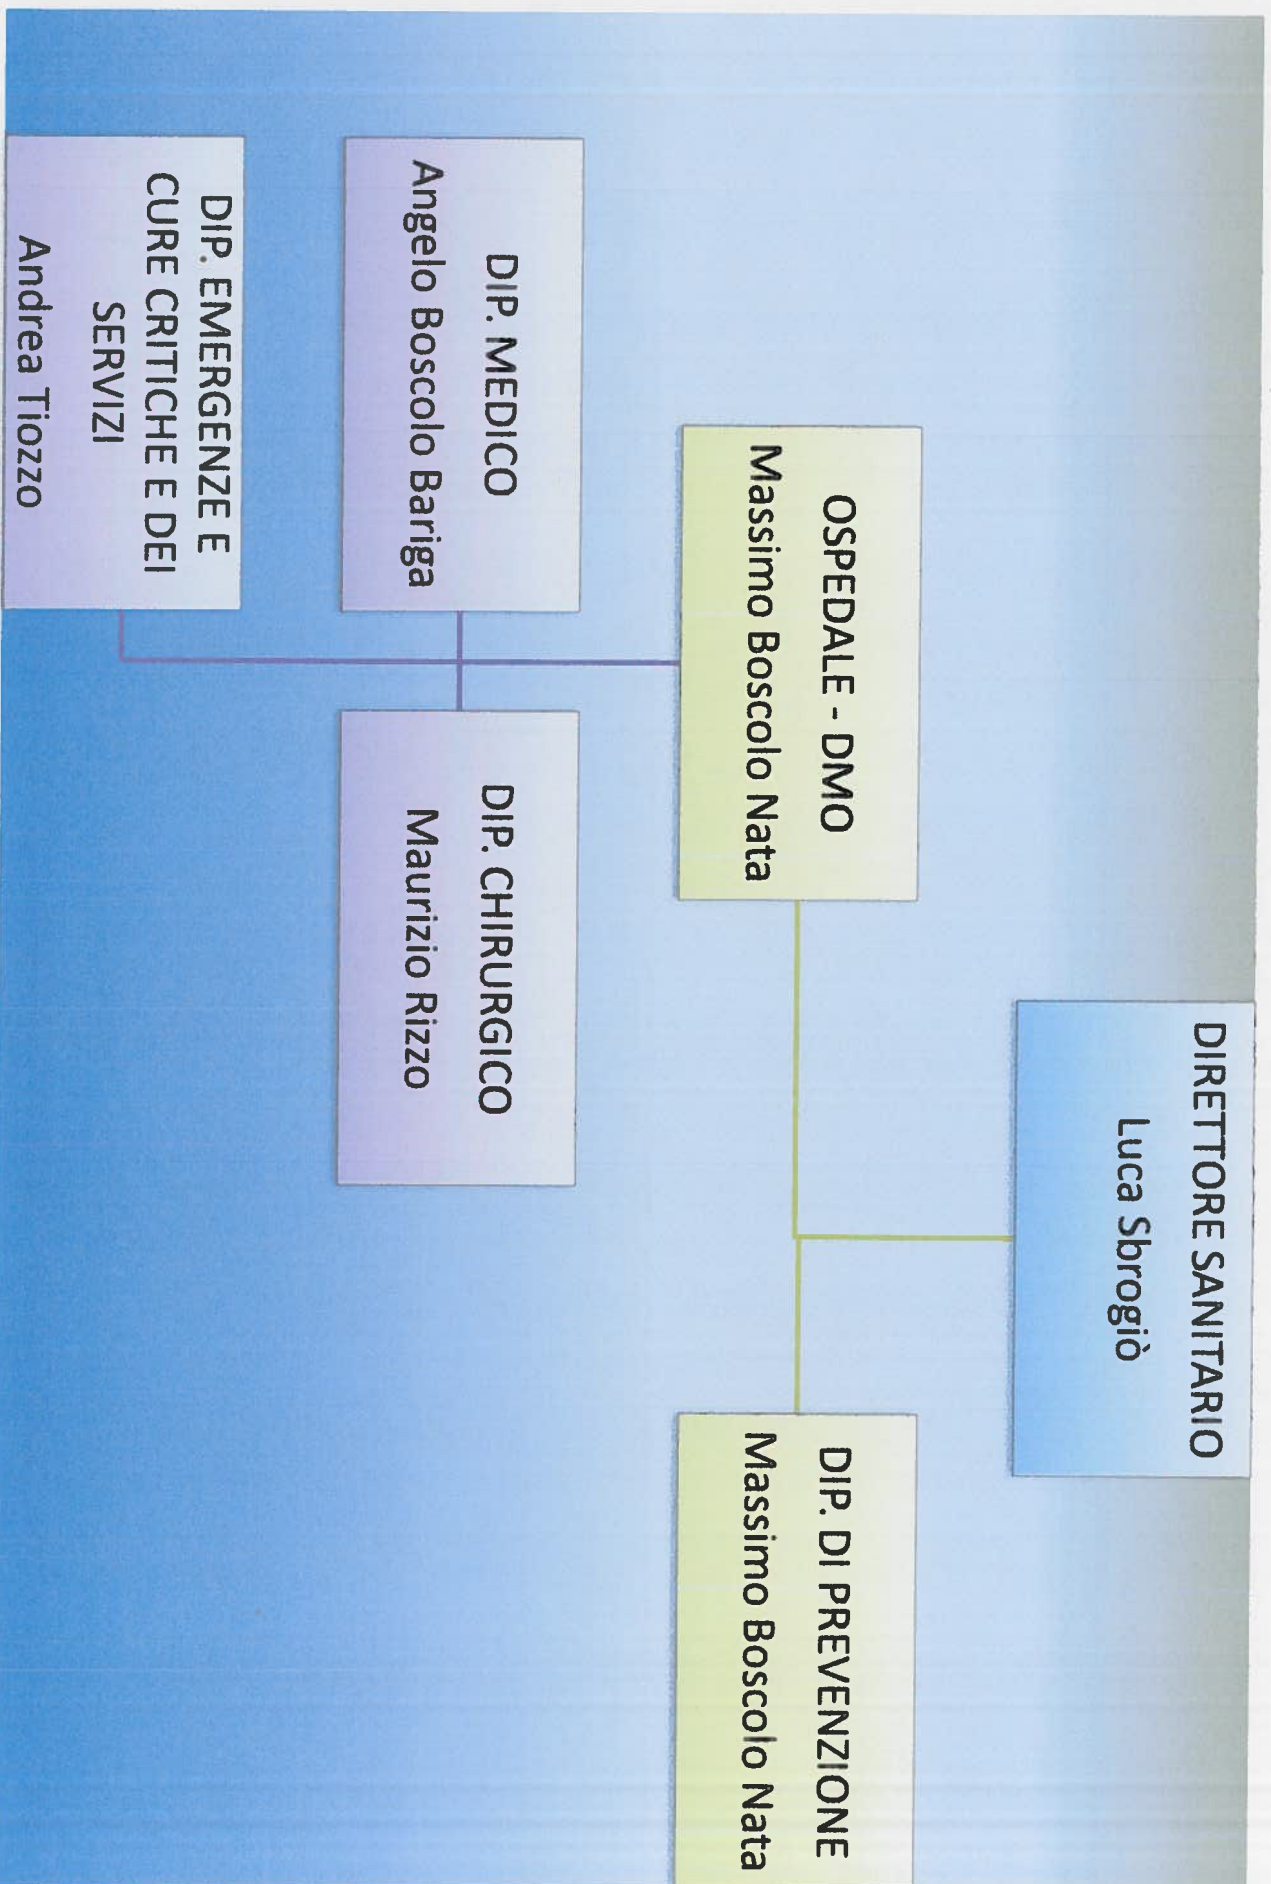 DIRETTORE SANITARIO
Luca Sbrogiò
OSPEDALE - DMO
Massimo Boscolo Nata
DIP. DI PREVENZIONE
Massimo Boscolo Nata
DIP. MEDICO
Angelo Boscolo Bariga
DIP. CHIRURGICO
Maurizio Rizzo
DIP. EMERGENZE E
CURE CRITICHE E DEI
SERVIZI
Andrea Tiozzo